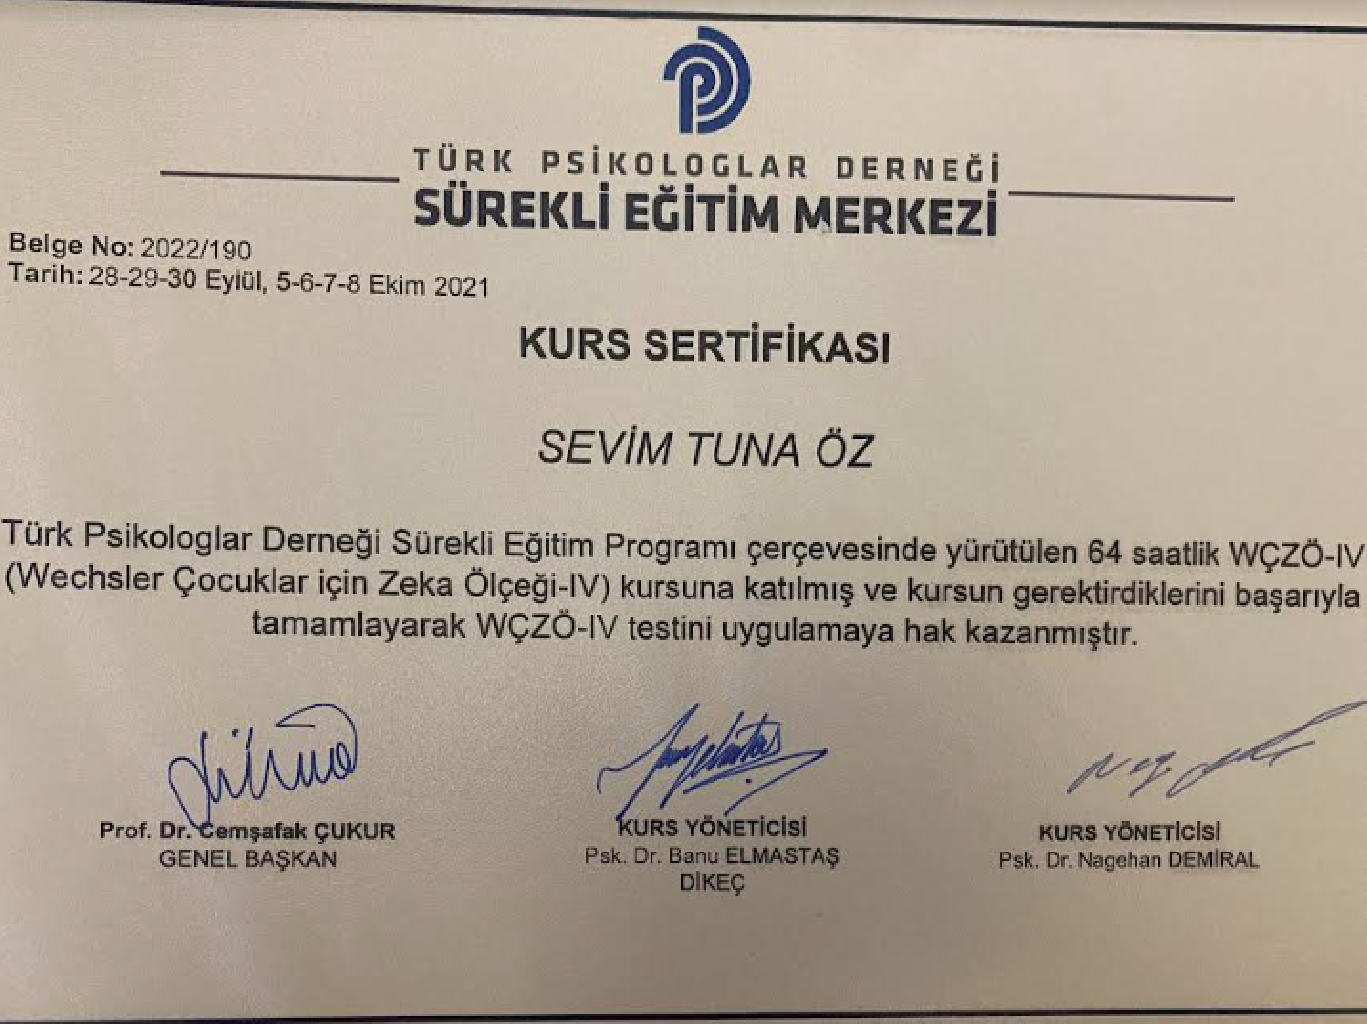 TÜRK PSİKOLOGLAR DERNEĞİ
SÜREKLİ EĞİTİM MERKEZİ
Belge No: 2022/190
Tarih: 28-29-30 Eylül, 5-6-7-8 Ekim 2021
KURS SERTİFİKASI
SEVİM TUNA ÖZ
Türk Psikologlar Derneği Sürekli Eğitim Programı çerçevesinde yürütülen 64 saatlik WÇZÖ-IV
(Wechsler Çocuklar için Zeka Ölçeği-IV) kursuna katılmış ve kursun gerektirdiklerini başarıyla
tamamlayarak WÇZÖ-IV testini uygulamaya hak kazanmıştır.
Prof. Dr. Cemşafak ÇUKUR
GENEL BAŞKAN
KURS YÖNETİCİSİ
Psk. Dr. Banu ELMASTAŞ
DİKEÇ
KURS YÖNETİCİSİ
Psk. Dr. Nagehan DEMİRAL